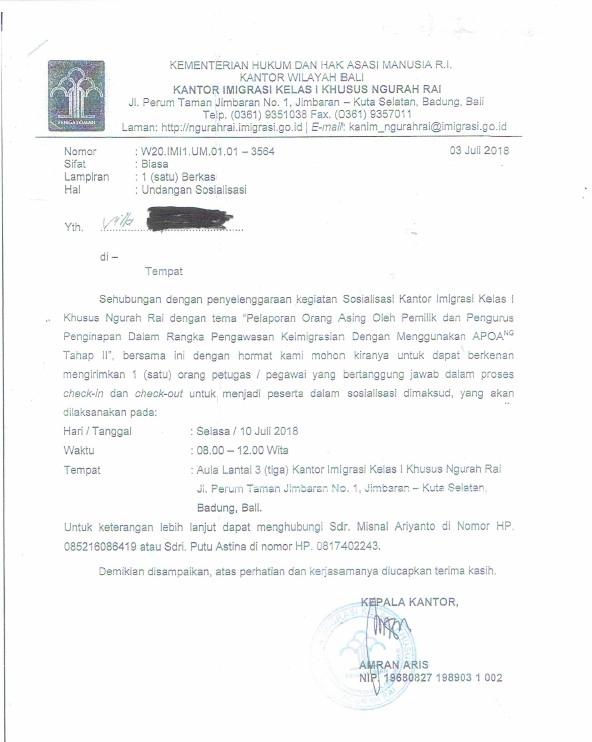 KEMENTERIAN HUKUM DAN HAK ASASI MANUSIA R.I.
KANTOR WILAYAH BALI
KANTOR IMIGRASI KELAS I KHUSUS NGURAH RAI
Jl. Perum Taman Jimbaran No. 1, Jimbaran – Kuta Selatan, Badung, Bali
Telp. (0361) 9351038 Fax. (0361) 9357011
Laman: http://ngurahrai.imigrasi.go.id | E-mail: kanim_ngurahrai@imigrasi.go.id
PENGAYOMAN
Nomor : W20.IMI1.UM.01.01 – 3564 03 Juli 2018
Sifat : Biasa
Lampiran : 1 (satu) Berkas
Hal : Undangan Sosialisasi
Yth. Villa
di –
Tempat
Sehubungan dengan penyelenggaraan kegiatan Sosialisasi Kantor Imigrasi Kelas I
Khusus Ngurah Rai dengan tema “Pelaporan Orang Asing Oleh Pemilik dan Pengurus
Penginapan Dalam Rangka Pengawasan Keimigrasian Dengan Menggunakan APOA NG
Tahap II”, bersama ini dengan hormat kami mohon kiranya untuk dapat berkenan
mengirimkan 1 (satu) orang petugas / pegawai yang bertanggung jawab dalam proses
check-in dan check-out untuk menjadi peserta dalam sosialisasi dimaksud, yang akan
dilaksanakan pada:
Hari / Tanggal : Selasa / 10 Juli 2018
Waktu : 08.00 – 12.00 Wita
Tempat : Aula Lantai 3 (tiga) Kantor Imigrasi Kelas I Khusus Ngurah Rai
Jl. Perum Taman Jimbaran No. 1, Jimbaran – Kuta Selatan,
Badung, Bali.
Untuk keterangan lebih lanjut dapat menghubungi Sdr. Misnal Ariyanto di Nomor HP.
085216086419 atau Sdri. Putu Astina di nomor HP. 0817402243.
Demikian disampaikan, atas perhatian dan kerjasamanya diucapkan terima kasih.
KEPALA KANTOR,
AMRAN ARIS
NIP. 19680827 198903 1 002